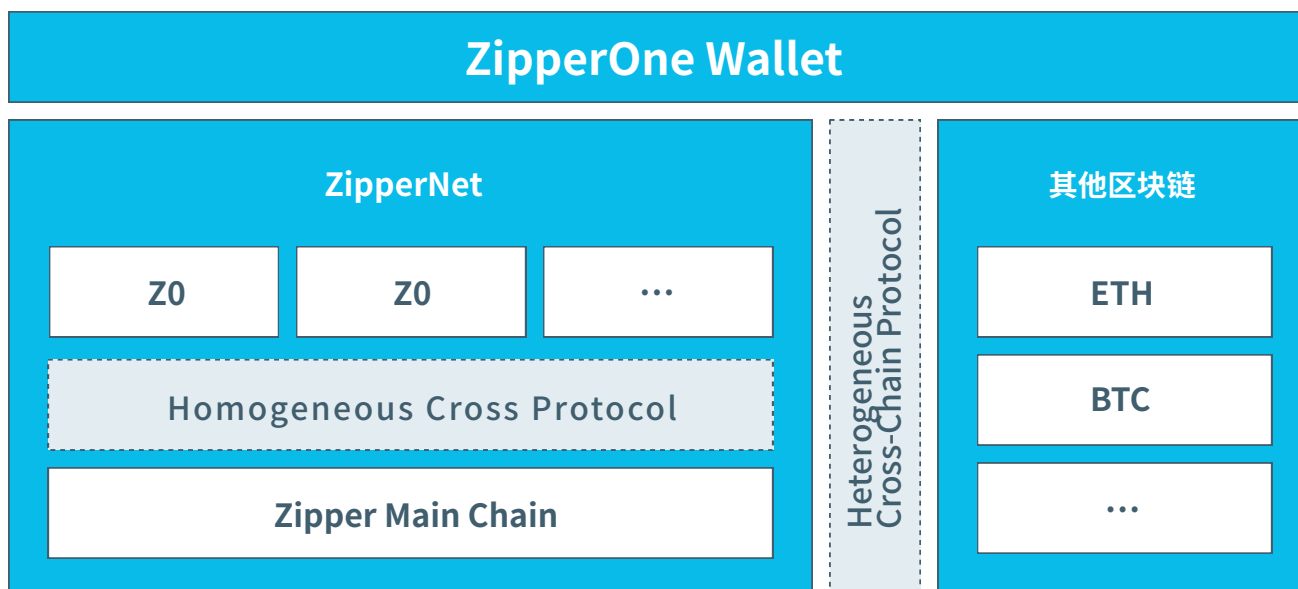 ZipperOne Wallet
ZipperNet
Z0
Z0
...
Homogeneous Cross Protocol
Zipper Main Chain
Heterogeneous
Cross-Chain Protocol
其他区块链
ETH
BTC
...